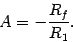 A = -\frac{R_f}{R_1}.